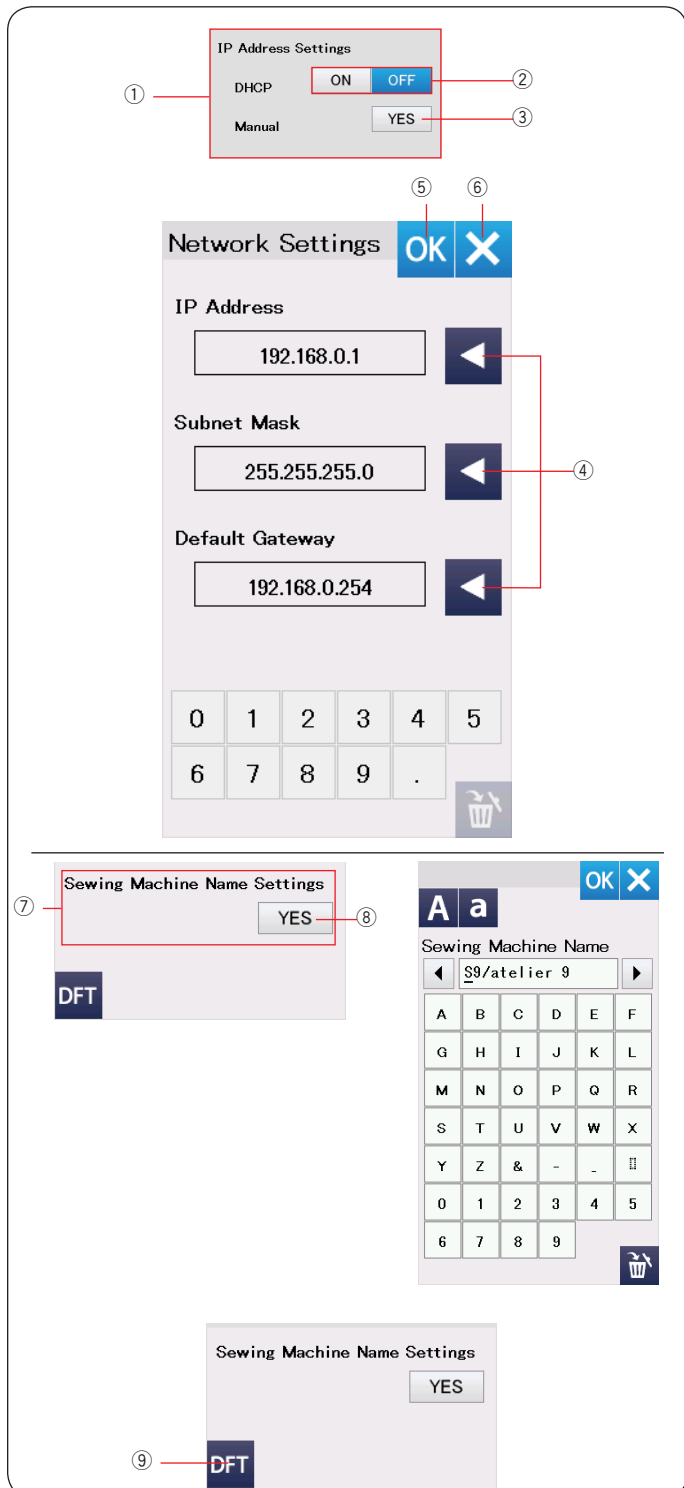 IP Address Settings
① DHCP ON OFF ②
Manual YES ③
⑤ ⑥
Network Settings OK
IP Address
192.168.0.1
Subnet Mask
255.255.255.0 ④
Default Gateway
192.168.0.254
0 1 2 3 4 5
6 7 8 9 .
⑦ Sewing Machine Name Settings
YES ⑧
DFT
OK
A a
Sewing Machine Name
S9/atelier 9
A B C D E F
G H I J K L
M N O P Q R
S T U V W X
Y Z & - _
0 1 2 3 4 5
6 7 8 9
Sewing Machine Name Settings
YES
⑨ DFT